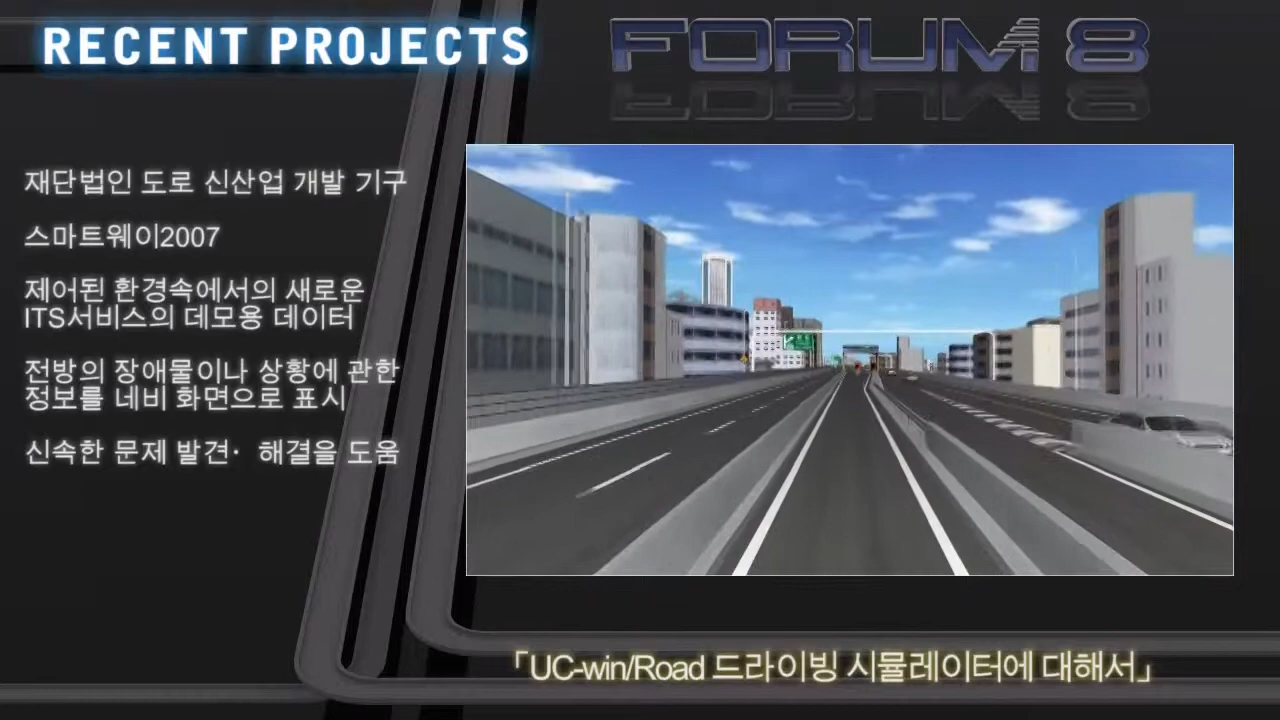 RECENT PROJECTS
FORUM 8
재단법인 도로 신산업 개발 기구
스마트웨이2007
제어된 환경속에서의 새로운
ITS서비스의 데모용 데이터
전방의 장애물이나 상황에 관한
정보를 네비 화면으로 표시
신속한 문제 발견· 해결을 도움
「UC-win/Road 드라이빙 시뮬레이터에 대해서」